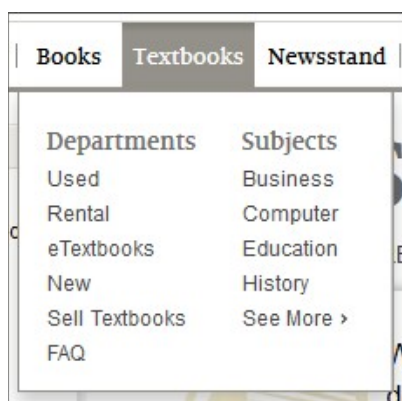 Books Textbooks Newsstand
Departments
Used
Rental
eTextbooks
New
Sell Textbooks
FAQ
Subjects
Business
Computer
Education
History
See More ›